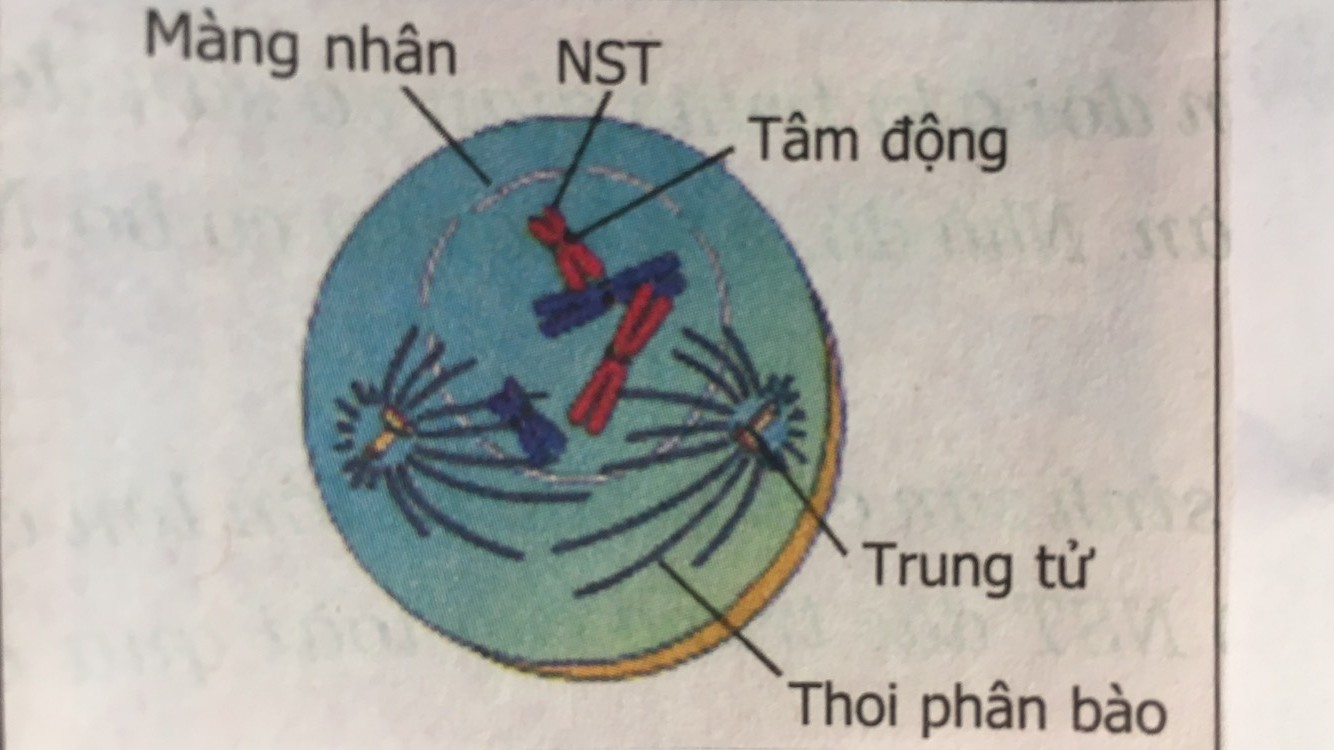 Màng nhân
NST
Tâm động
Trung tử
Thoi phân bào